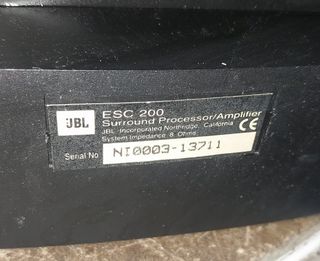 JBL
ESC 200
Surround Processor/Amplifier
JBL Incorporated Northridge, California
System Impedance 8 Ohms
CE
Serial No NI0003-13711